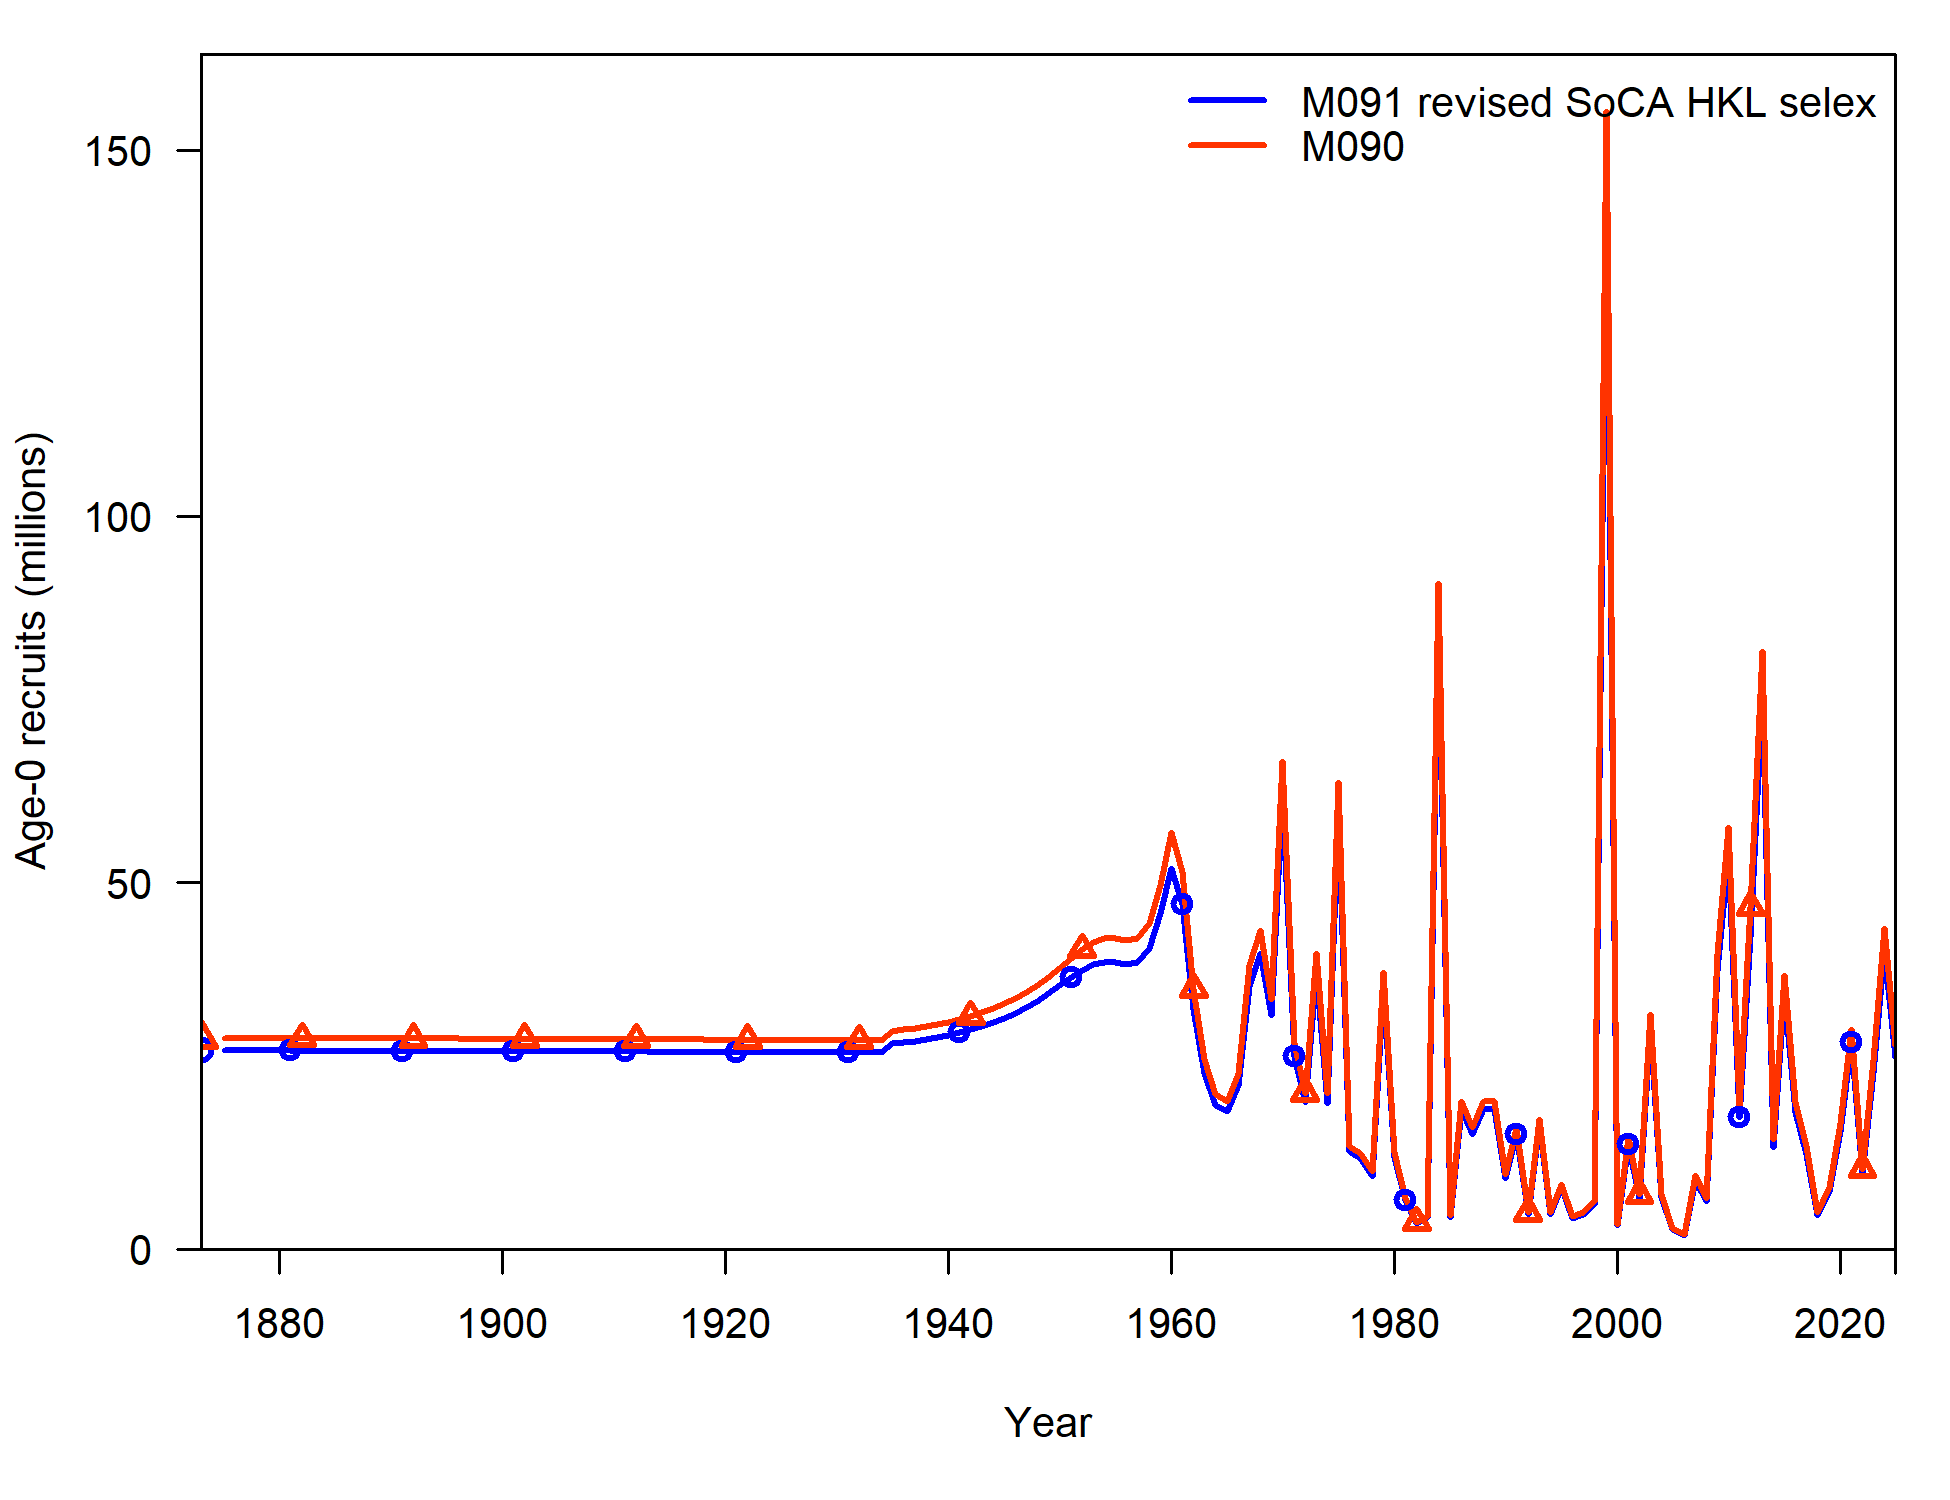 M091 revised SoCA HKL selex
M090
150
100
50
0
Age-0 recruits (millions)
1880 1900 1920 1940 1960 1980 2000 2020
Year